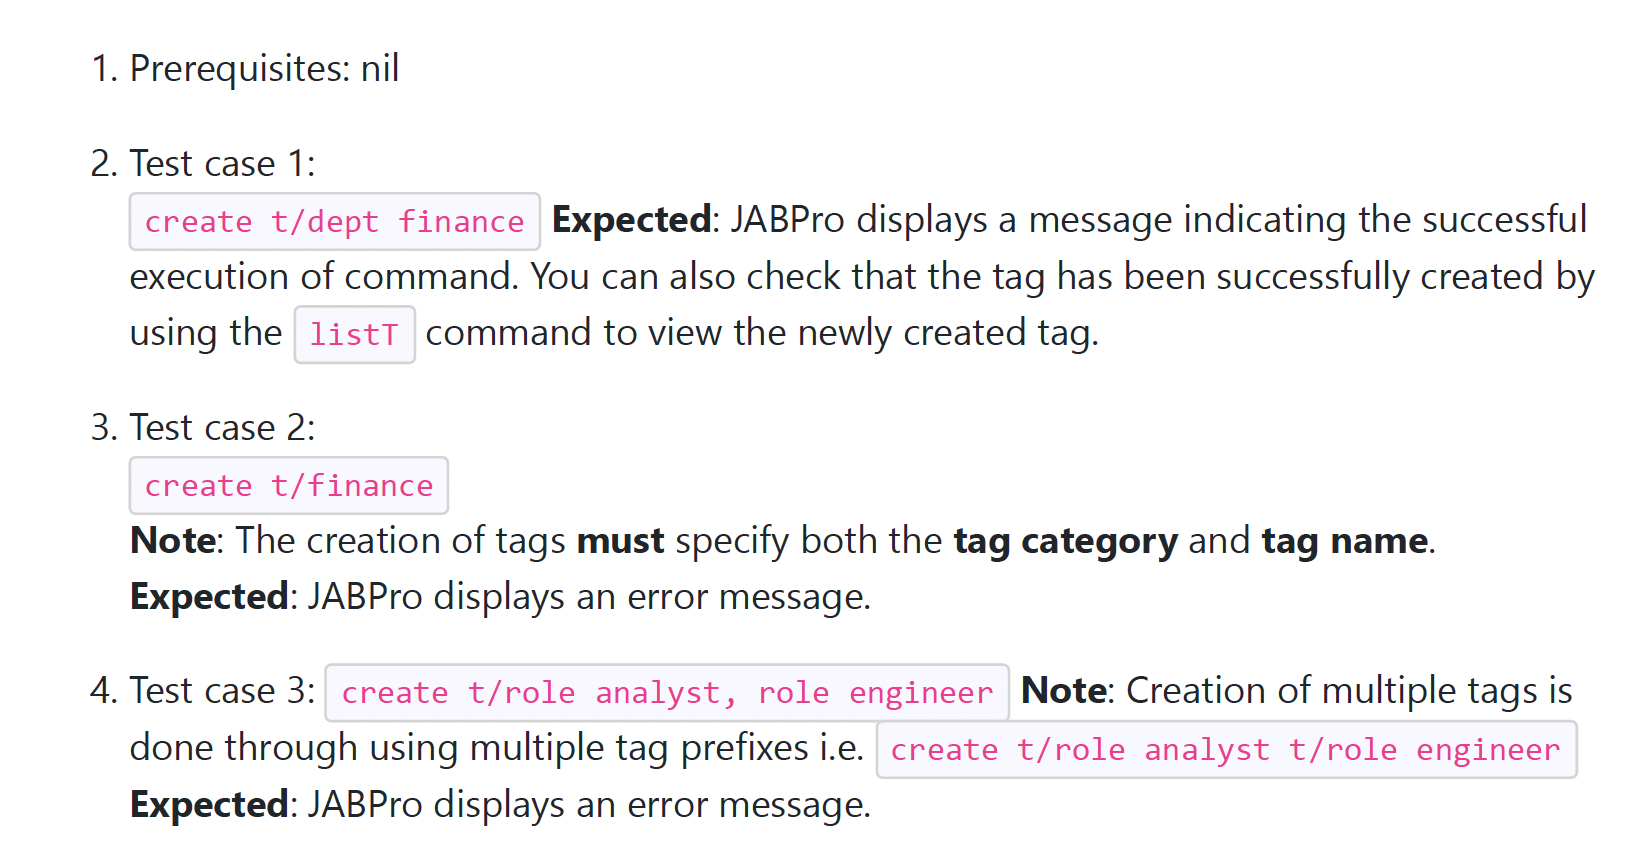 1. Prerequisites: nil
2. Test case 1:
create t/dept finance Expected: JABPro displays a message indicating the successful
execution of command. You can also check that the tag has been successfully created by
using the listT command to view the newly created tag.
3. Test case 2:
create t/finance
Note: The creation of tags must specify both the tag category and tag name.
Expected: JABPro displays an error message.
4. Test case 3: create t/role analyst, role engineer Note: Creation of multiple tags is
done through using multiple tag prefixes i.e. create t/role analyst t/role engineer
Expected: JABPro displays an error message.